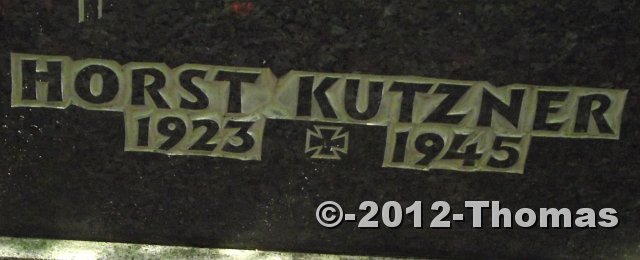 HORST KUTZNER
1923 1945
©-2012-Thomas